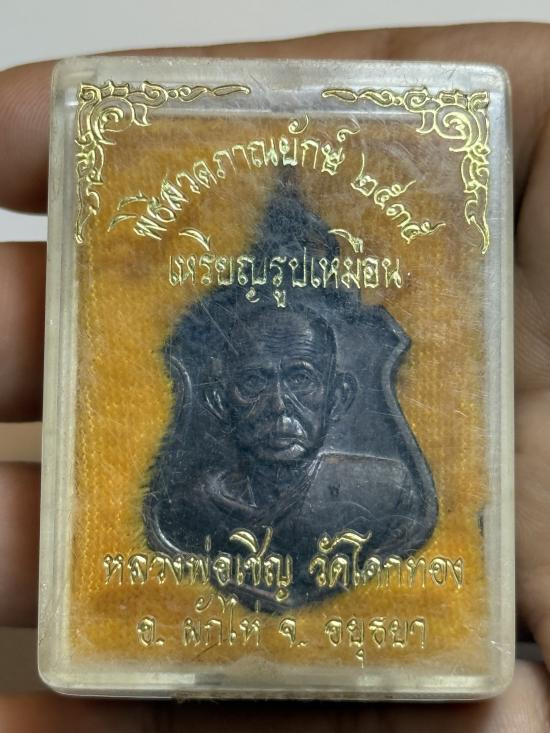 พิธีสวดภาณยักษ์ ๒๕๓๕
เหรียญรูปเหมือน
หลวงพ่อเชิญ วัดโคกทอง
อ. ผักไห่ จ. อยุธยา